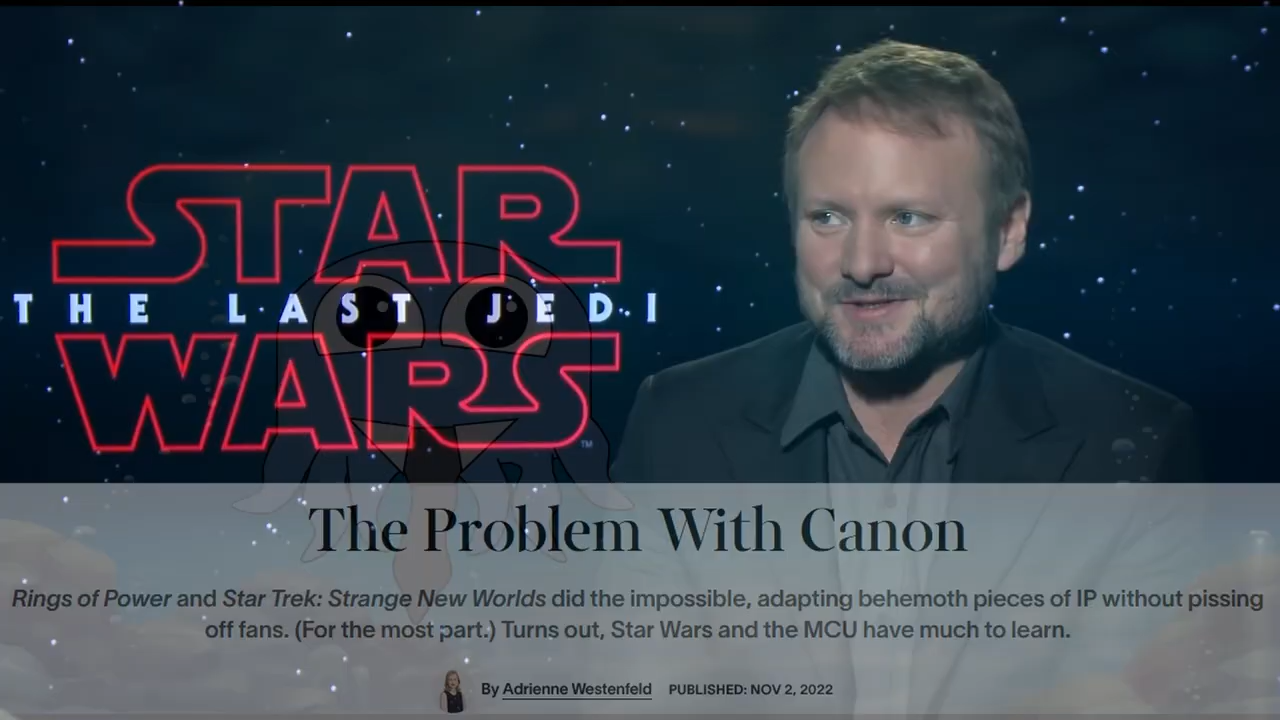 STAR
THE LAST JEDI
WARS
TM
The Problem With Canon
Rings of Power and Star Trek: Strange New Worlds did the impossible, adapting behemoth pieces of IP without pissing
off fans. (For the most part.) Turns out, Star Wars and the MCU have much to learn.
By Adrienne Westenfeld PUBLISHED: NOV 2, 2022